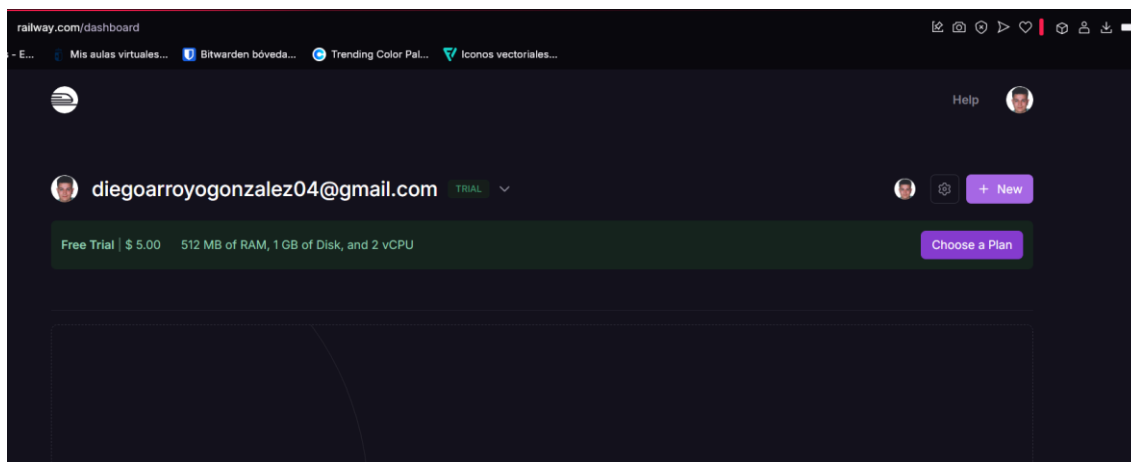 railway.com/dashboard
s - E... Mis aulas virtuales... Bitwarden bóveda... Trending Color Pal... Iconos vectoriales...
Help
diegoarroyogonzalez04@gmail.com TRIAL + New
Free Trial | $ 5.00 512 MB of RAM, 1 GB of Disk, and 2 vCPU Choose a Plan